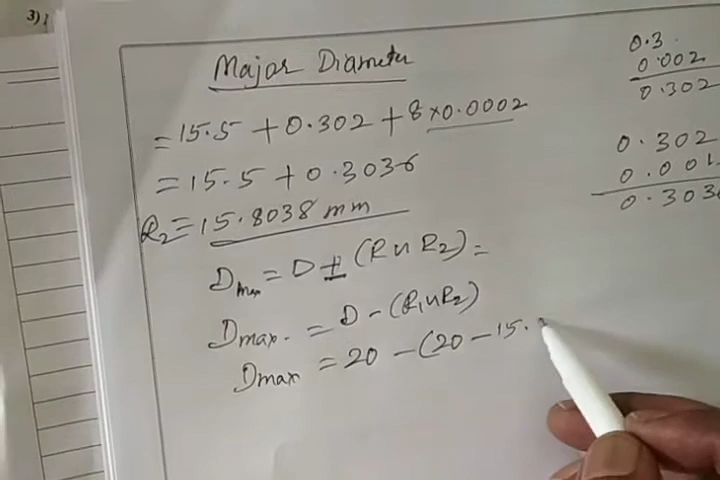 3)
Major Diameter
= 15.5 + 0.302 + 8 × 0.0002
= 15.5 + 0.3036
R2 = 15.8038 mm
Dmax = D ± (R u R2) =
Dmax. = D - (R1 u R2)
Dmax = 20 - (20 - 15.
0.3
0.002
0.302
0.302
0.001
0.303